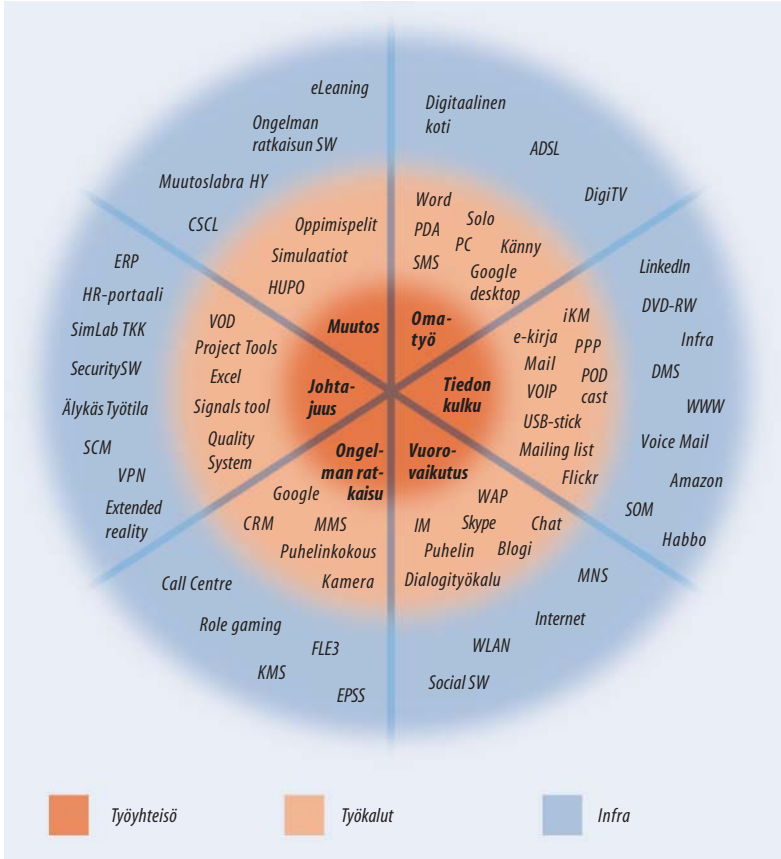 eLeaning
Ongelman
ratkaisun SW
Muutoslabra HY
CSCL
Oppimispelit
Simulaatiot
HUPO
Muutos
Digitaalinen
koti
ADSL
DigiTV
Word
Solo
PDA
PC
Känny
SMS
Google
desktop
Oma-
työ
LinkedIn
DVD-RW
Infra
DMS
WWW
Voice Mail
Amazon
SOM
Habbo
iKM
e-kirja
PPP
Mail
POD
cast
VOIP
USB-stick
Mailing list
Flickr
Tiedon
kulku
Vuoro-
vaikutus
WAP
IM
Skype
Chat
Puhelin
Blogi
Dialogityökalu
MNS
Internet
WLAN
Social SW
Ongel-
man rat-
kaisu
Google
CRM
MMS
Puhelinkokous
Kamera
Call Centre
Role gaming
FLE3
KMS
EPSS
ERP
HR-portaali
SimLab TKK
SecuritySW
Älykäs Työtila
SCM
VPN
Extended
reality
VOD
Project Tools
Excel
Signals tool
Quality
System
Johta-
juus
Työyhteisö
Työkalut
Infra